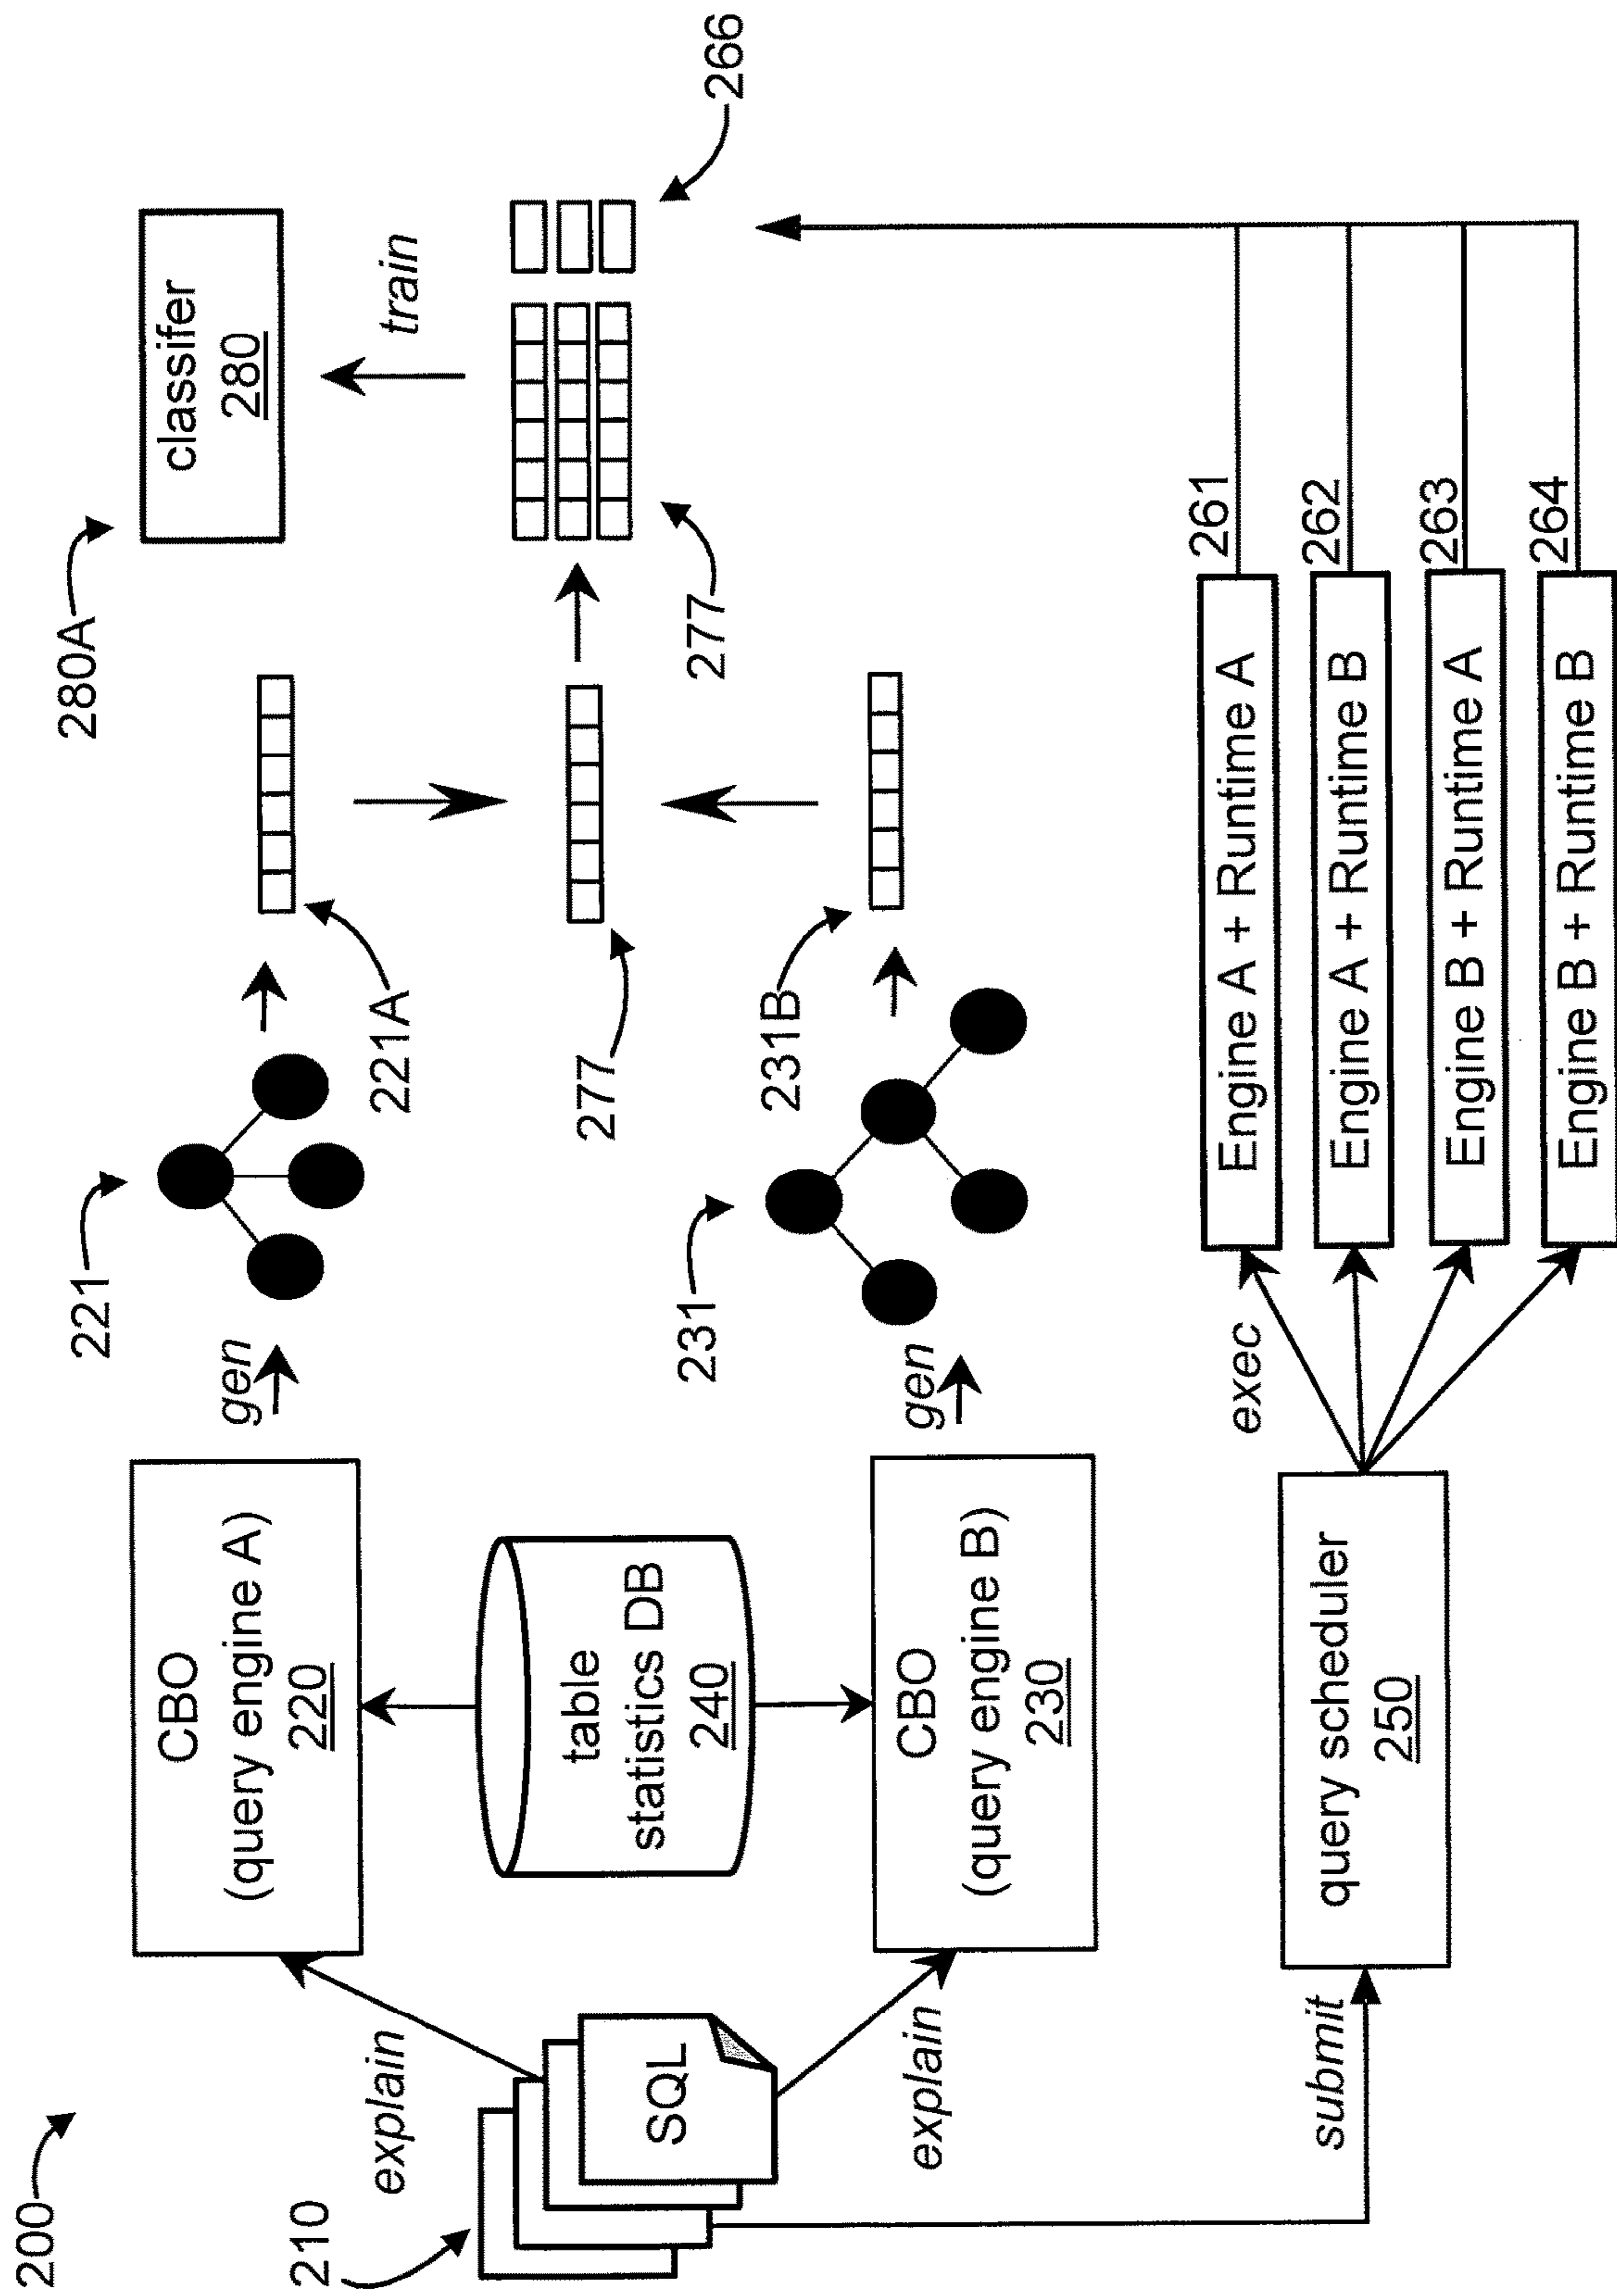 200
210
SQL
explain
explain
submit
CBO
(query engine A)
220
table
statistics DB
240
CBO
(query engine B)
230
query scheduler
250
gen
gen
exec
221
231
221A
277
231B
280A
classifer
280
train
277
266
Engine A + Runtime A
261
Engine A + Runtime B
262
Engine B + Runtime A
263
Engine B + Runtime B
264